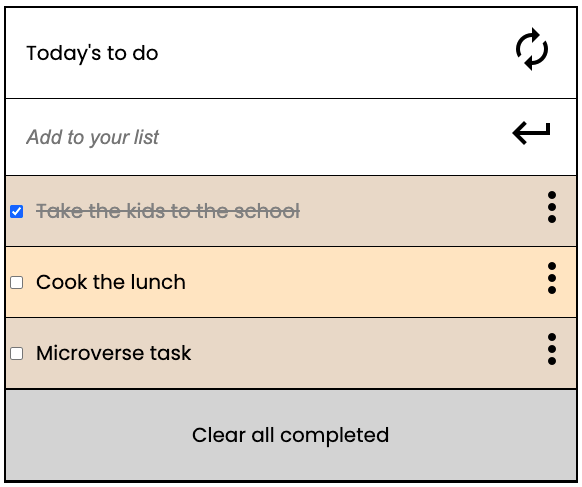 Today's to do
Add to your list
Take the kids to the school
Cook the lunch
Microverse task
Clear all completed